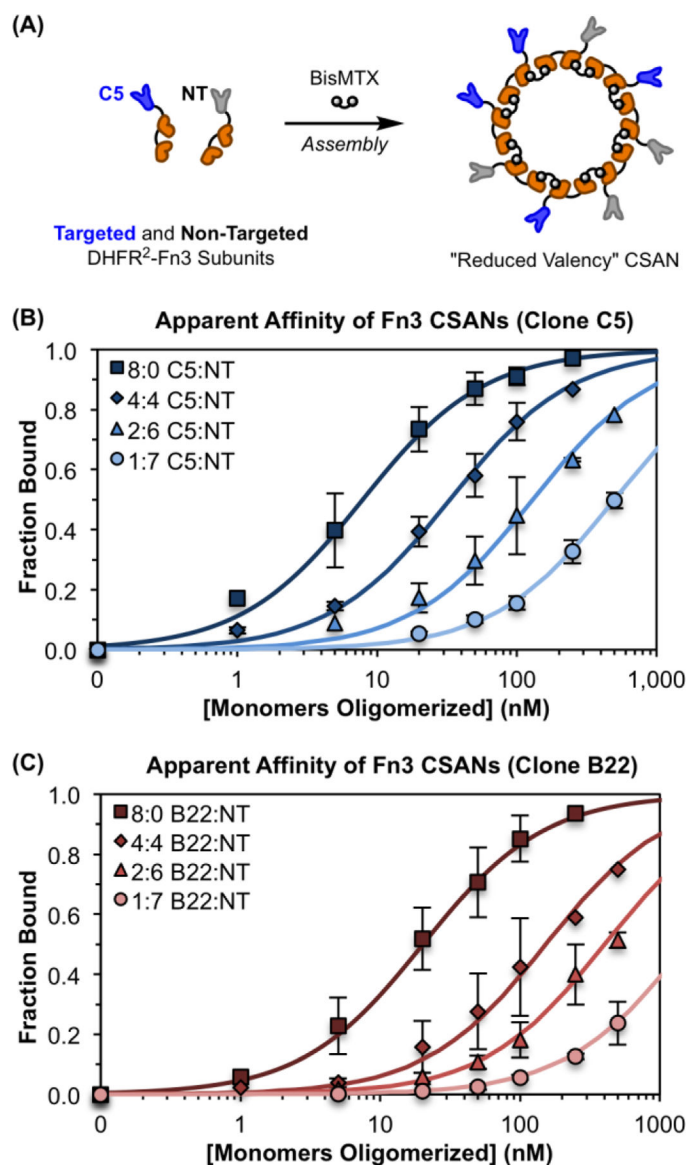 (A)
C5
NT
BisMTX
Assembly
Targeted and Non-Targeted
DHFR²-Fn3 Subunits
"Reduced Valency" CSAN
(B) Apparent Affinity of Fn3 CSANs (Clone C5)
1.0
0.8
0.6
0.4
0.2
0.0
Fraction Bound
8:0 C5:NT
4:4 C5:NT
2:6 C5:NT
1:7 C5:NT
0 1 10 100 1,000
[Monomers Oligomerized] (nM)
(C) Apparent Affinity of Fn3 CSANs (Clone B22)
1.0
0.8
0.6
0.4
0.2
0.0
Fraction Bound
8:0 B22:NT
4:4 B22:NT
2:6 B22:NT
1:7 B22:NT
0 1 10 100 1000
[Monomers Oligomerized] (nM)